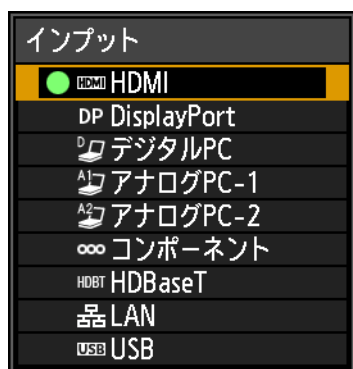 インプット
HDMI HDMI
DP DisplayPort
D デジタルPC
A1 アナログPC-1
A2 アナログPC-2
コンポーネント
HDBT HDBaseT
LAN
USB USB